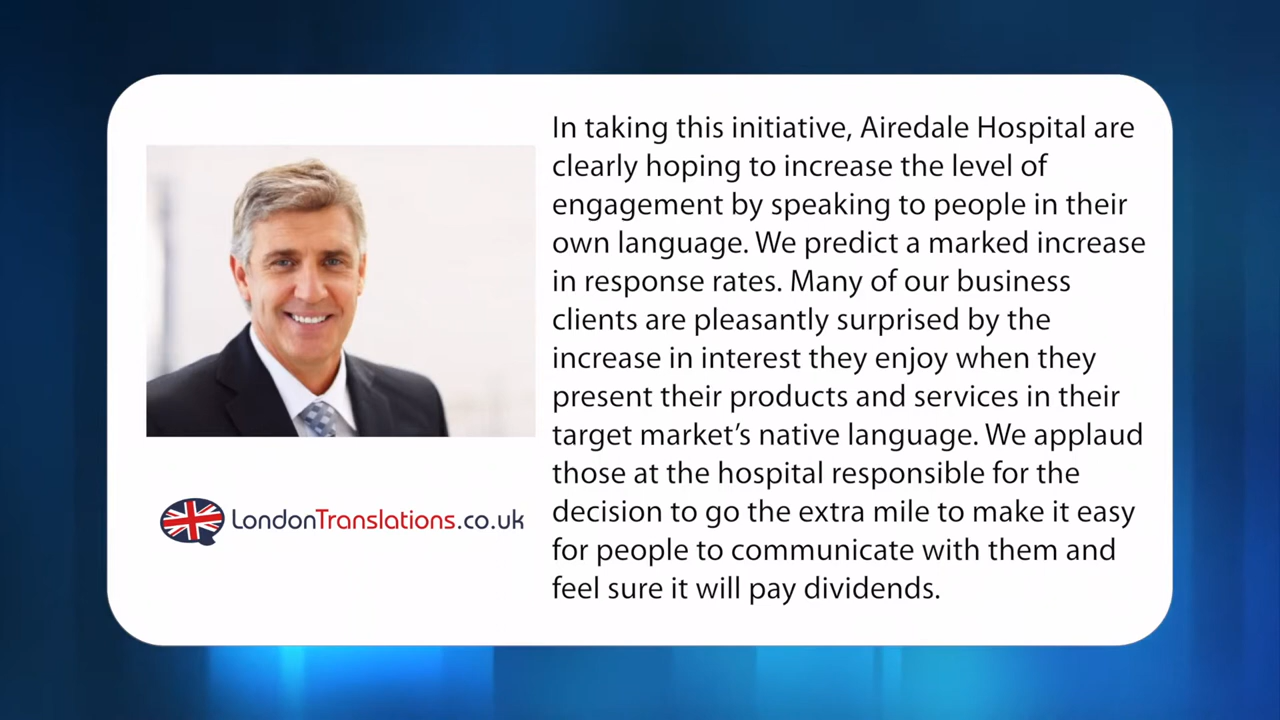 In taking this initiative, Airedale Hospital are
clearly hoping to increase the level of
engagement by speaking to people in their
own language. We predict a marked increase
in response rates. Many of our business
clients are pleasantly surprised by the
increase in interest they enjoy when they
present their products and services in their
target market’s native language. We applaud
those at the hospital responsible for the
decision to go the extra mile to make it easy
for people to communicate with them and
feel sure it will pay dividends.
LondonTranslations.co.uk